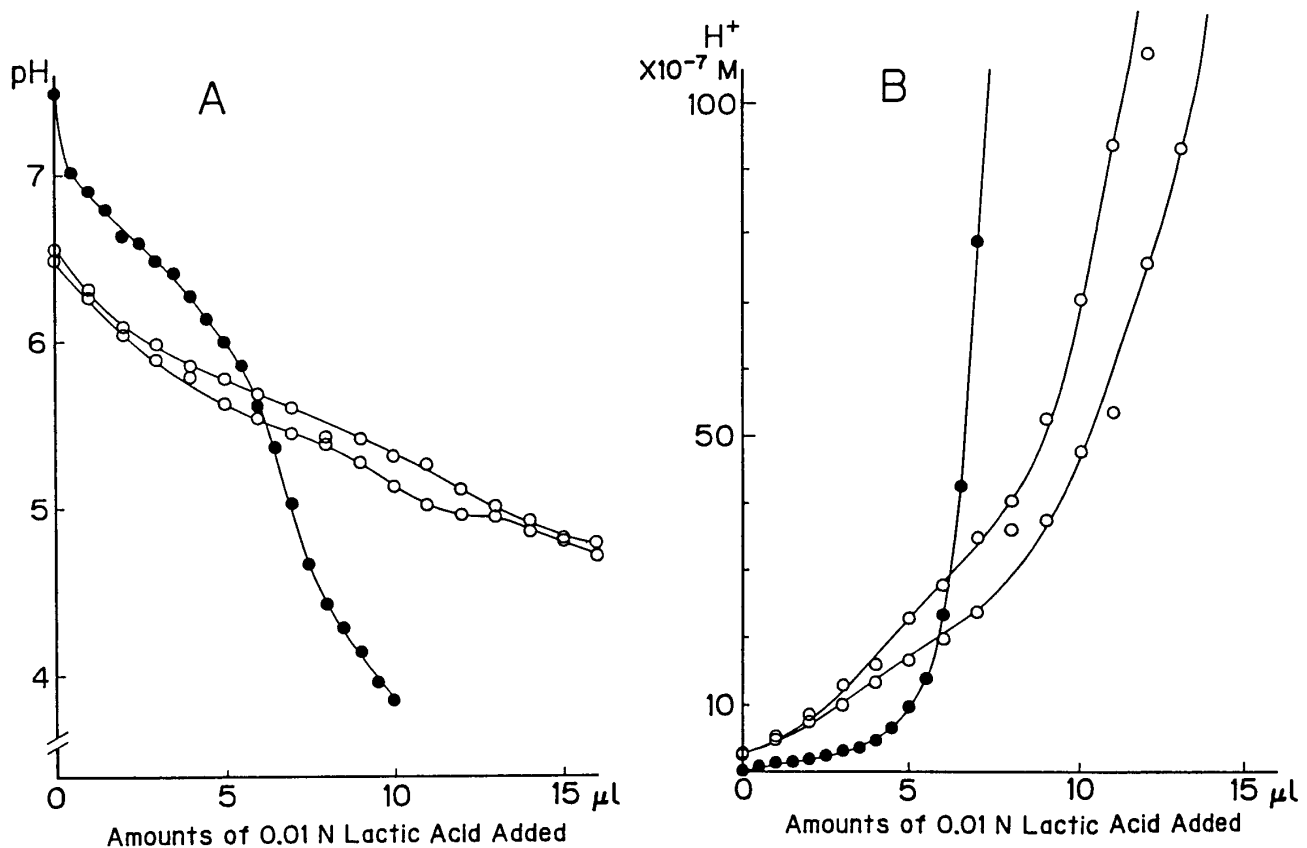 pH
A
7
6
5
4
0 5 10 15 μl
Amounts of 0.01 N Lactic Acid Added
H⁺
X10⁻⁷ M
B
100
50
10
0 5 10 15 μl
Amounts of 0.01 N Lactic Acid Added